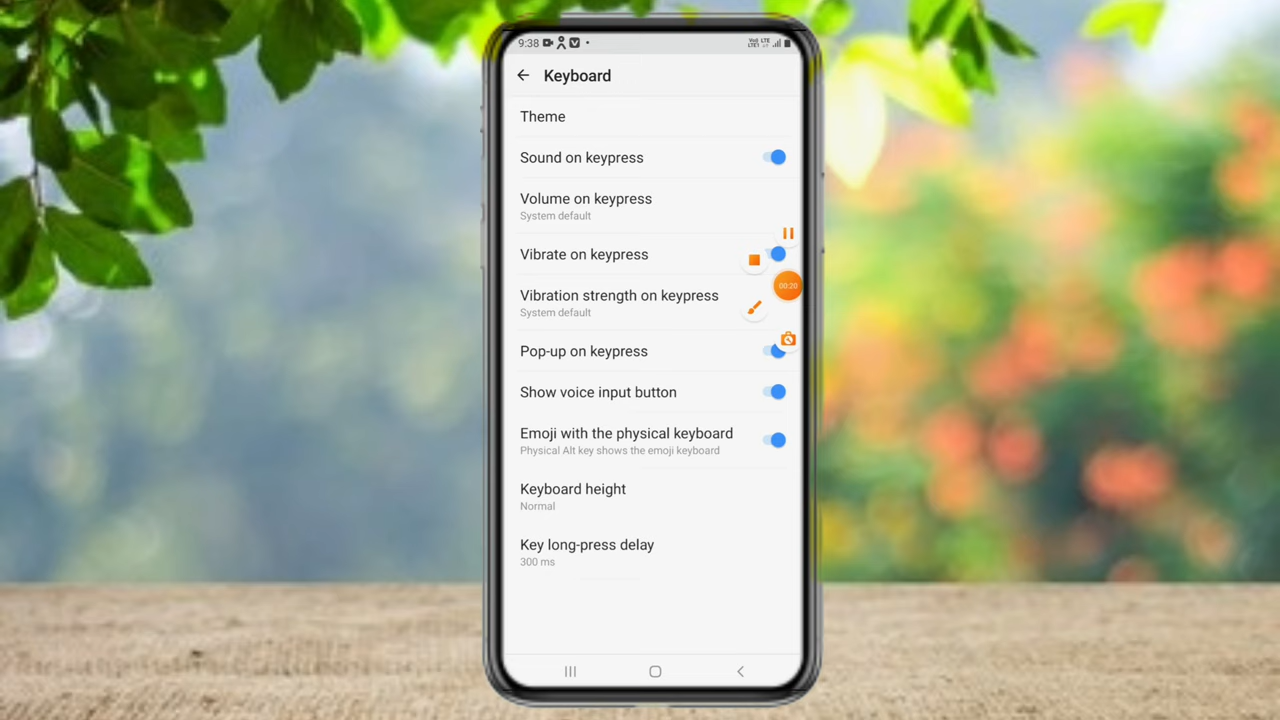 9:38
Keyboard
Theme
Sound on keypress
Volume on keypress
System default
Vibrate on keypress
Vibration strength on keypress
System default
00:20
Pop-up on keypress
Show voice input button
Emoji with the physical keyboard
Physical Alt key shows the emoji keyboard
Keyboard height
Normal
Key long-press delay
300 ms